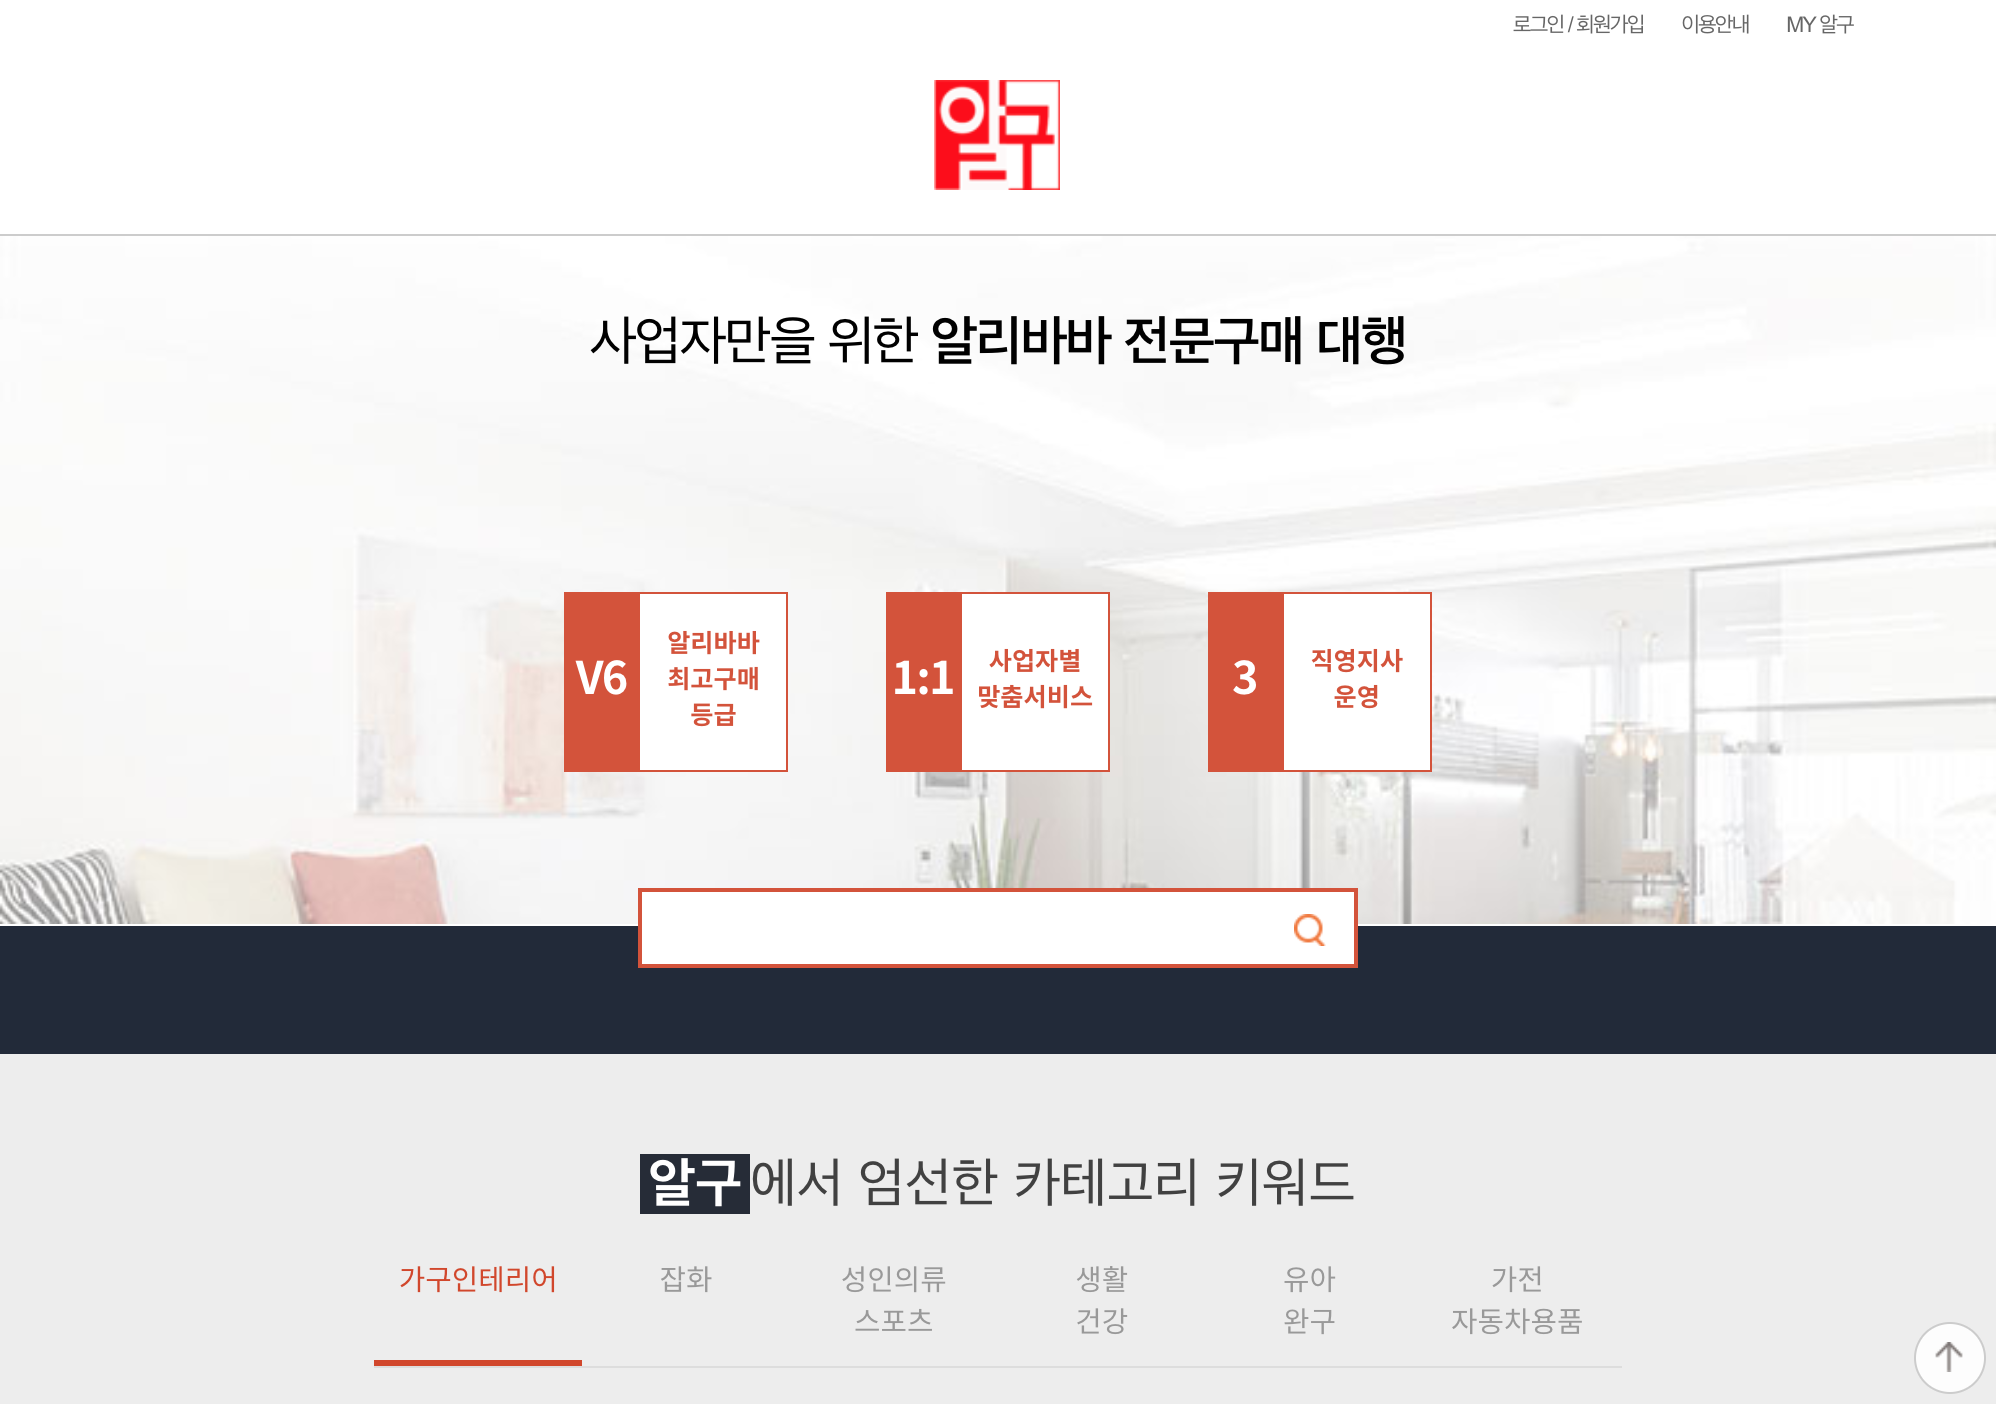 로그인 / 회원가입 이용안내 MY 알구
알구
사업자만을 위한 알리바바 전문구매 대행
V6 알리바바
최고구매
등급
1:1 사업자별
맞춤서비스
3 직영지사
운영
알구에서 엄선한 카테고리 키워드
가구인테리어 잡화 성인의류 생활 유아 가전
스포츠 건강 완구 자동차용품